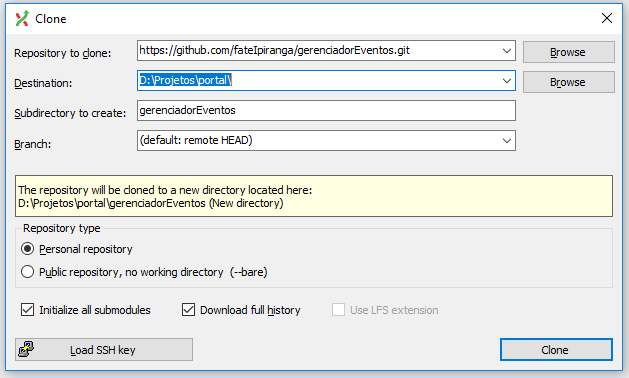 Clone
Repository to clone: https://github.com/fateIpiranga/gerenciadorEventos.git Browse
Destination: D:\Projetos\portal\ Browse
Subdirectory to create: gerenciadorEventos
Branch: (default: remote HEAD)
The repository will be cloned to a new directory located here:
D:\Projetos\portal\gerenciadorEventos (New directory)
Repository type
Personal repository
Public repository, no working directory (--bare)
Initialize all submodules Download full history Use LFS extension
Load SSH key Clone